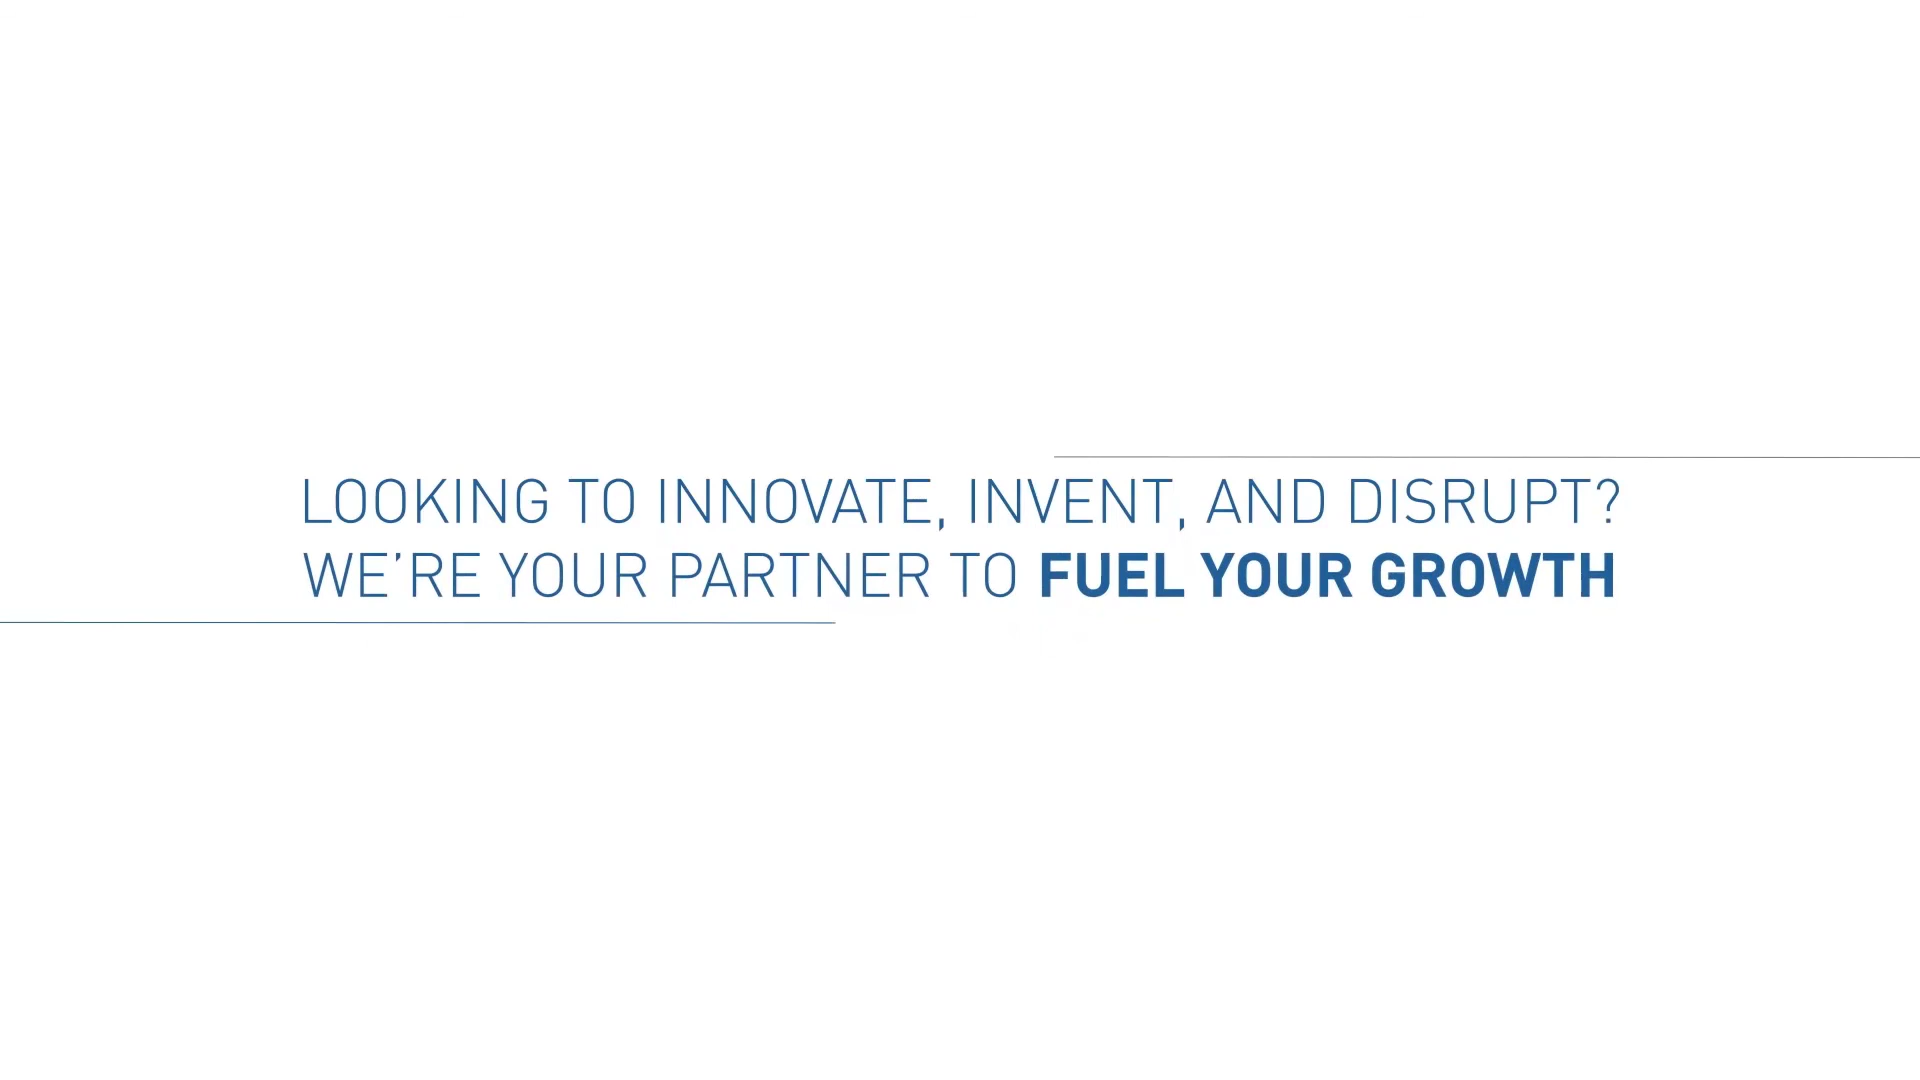 LOOKING TO INNOVATE, INVENT, AND DISRUPT?
WE’RE YOUR PARTNER TO FUEL YOUR GROWTH